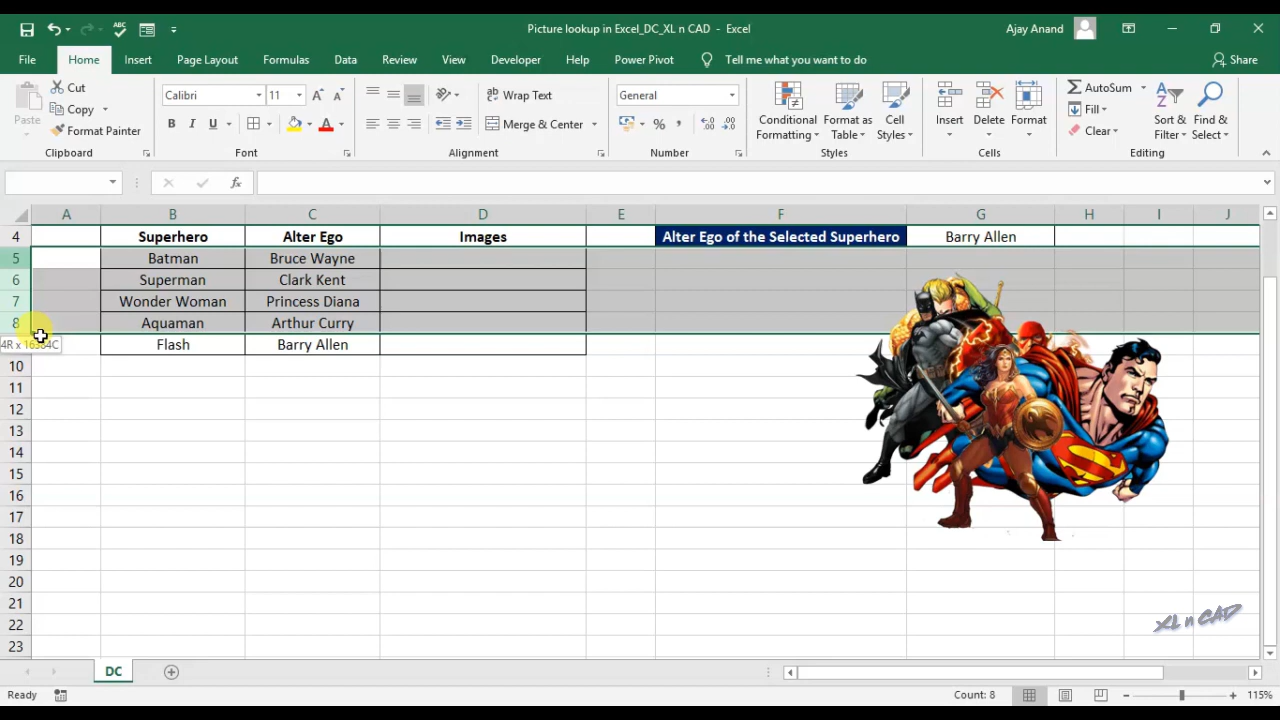 Picture lookup in Excel_DC_XL n CAD - Excel
Ajay Anand
File Home Insert Page Layout Formulas Data Review View Developer Help Power Pivot Tell me what you want to do Share
Paste
Cut
Copy
Format Painter
Calibri 11
B I U
Wrap Text
Merge & Center
General
% ,
Conditional Formatting
Format as Table
Cell Styles
Insert
Delete
Format
AutoSum
Fill
Clear
Sort & Filter
Find & Select
Clipboard Font Alignment Number Styles Cells Editing
fx
A B C D E F G H I J
4 Superhero Alter Ego Images Alter Ego of the Selected Superhero Barry Allen
5 Batman Bruce Wayne
6 Superman Clark Kent
7 Wonder Woman Princess Diana
8 Aquaman Arthur Curry
4R x 16384C Flash Barry Allen
10
11
12
13
14
15
16
17
18
19
20
21
22
XL n CAD
23
DC
Ready Count: 8 115%